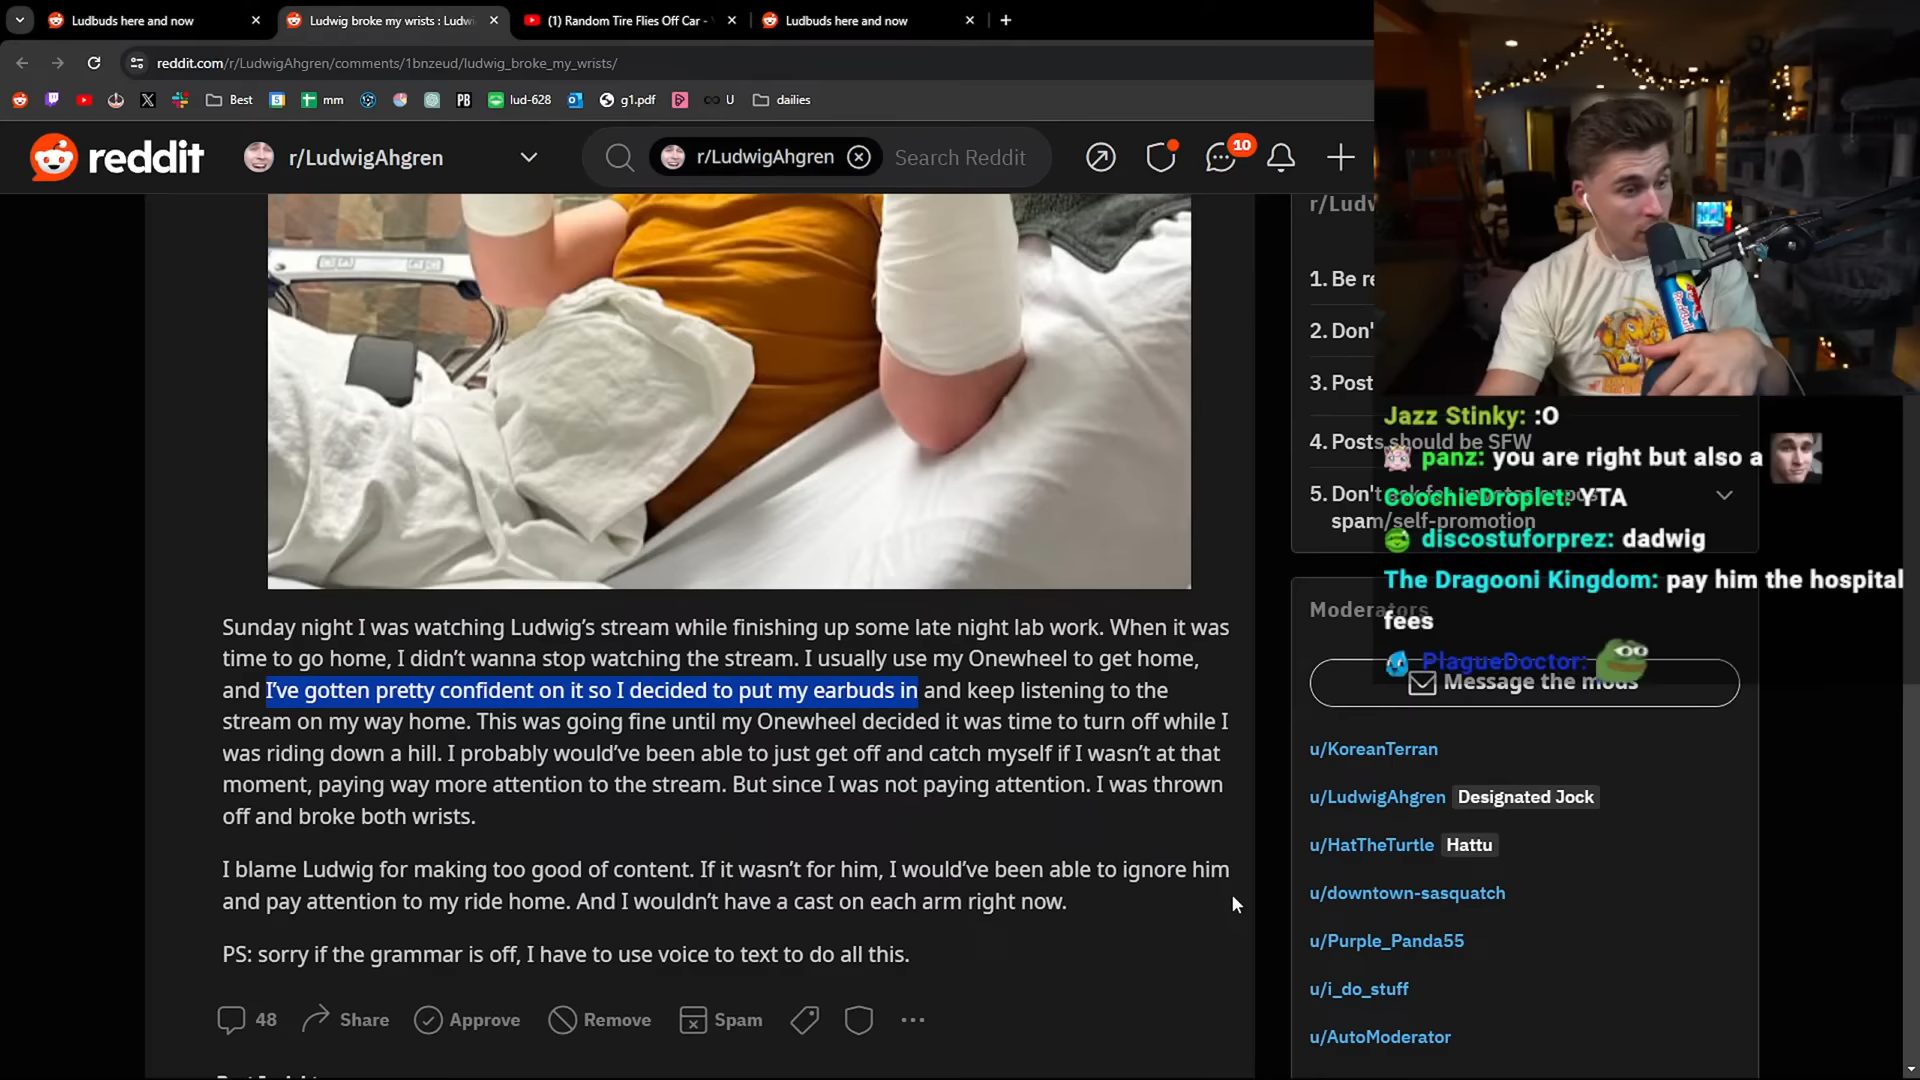 Ludbuds here and now
Ludwig broke my wrists : Ludwi
(1) Random Tire Flies Off Car -
Ludbuds here and now
reddit.com/r/LudwigAhgren/comments/1bnzeud/ludwig_broke_my_wrists/
Best
5
mm
PB
lud-628
g1.pdf
U
dailies
reddit
r/LudwigAhgren
r/LudwigAhgren
Search Reddit
10
r/Ludw
1. Be re
2. Don'
3. Post
4. Posts should be SFW
5. Don't
spam/self-promotion
RedBull
Jazz Stinky: :O
panz: you are right but also a
CoochieDroplet: YTA
discostuforprez: dadwig
The Dragooni Kingdom: pay him the hospital
fees
PlagueDoctor:
Sunday night I was watching Ludwig's stream while finishing up some late night lab work. When it was
time to go home, I didn't wanna stop watching the stream. I usually use my Onewheel to get home,
and I've gotten pretty confident on it so I decided to put my earbuds in and keep listening to the
stream on my way home. This was going fine until my Onewheel decided it was time to turn off while I
was riding down a hill. I probably would've been able to just get off and catch myself if I wasn't at that
moment, paying way more attention to the stream. But since I was not paying attention. I was thrown
off and broke both wrists.
I blame Ludwig for making too good of content. If it wasn't for him, I would've been able to ignore him
and pay attention to my ride home. And I wouldn't have a cast on each arm right now.
PS: sorry if the grammar is off, I have to use voice to text to do all this.
48
Share
Approve
Remove
Spam
Moderators
Message the mods
u/KoreanTerran
u/LudwigAhgren Designated Jock
u/HatTheTurtle Hattu
u/downtown-sasquatch
u/Purple_Panda55
u/i_do_stuff
u/AutoModerator